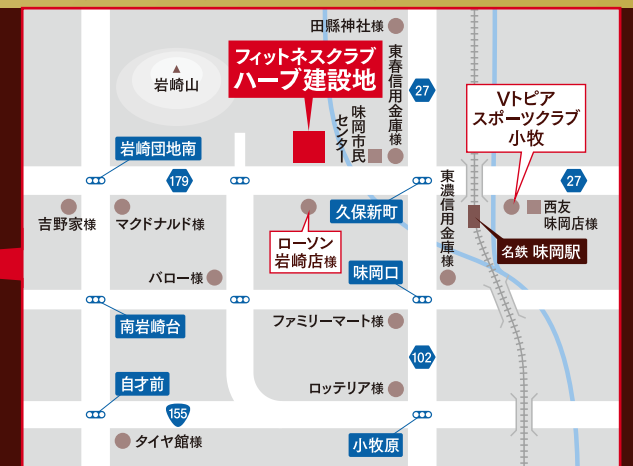 田縣神社様
フィットネスクラブ
ハーブ建設地
▲
岩崎山
東春信用金庫様
27
味岡市民
センター
Vトピア
スポーツクラブ
小牧
岩崎団地南
179
27
東濃信用金庫様
久保新町
吉野家様
マクドナルド様
ローソン
岩崎店様
西友
味岡店様
名鉄 味岡駅
味岡口
バロー様
南岩崎台
ファミリーマート様
102
自才前
ロッテリア様
155
タイヤ館様
小牧原